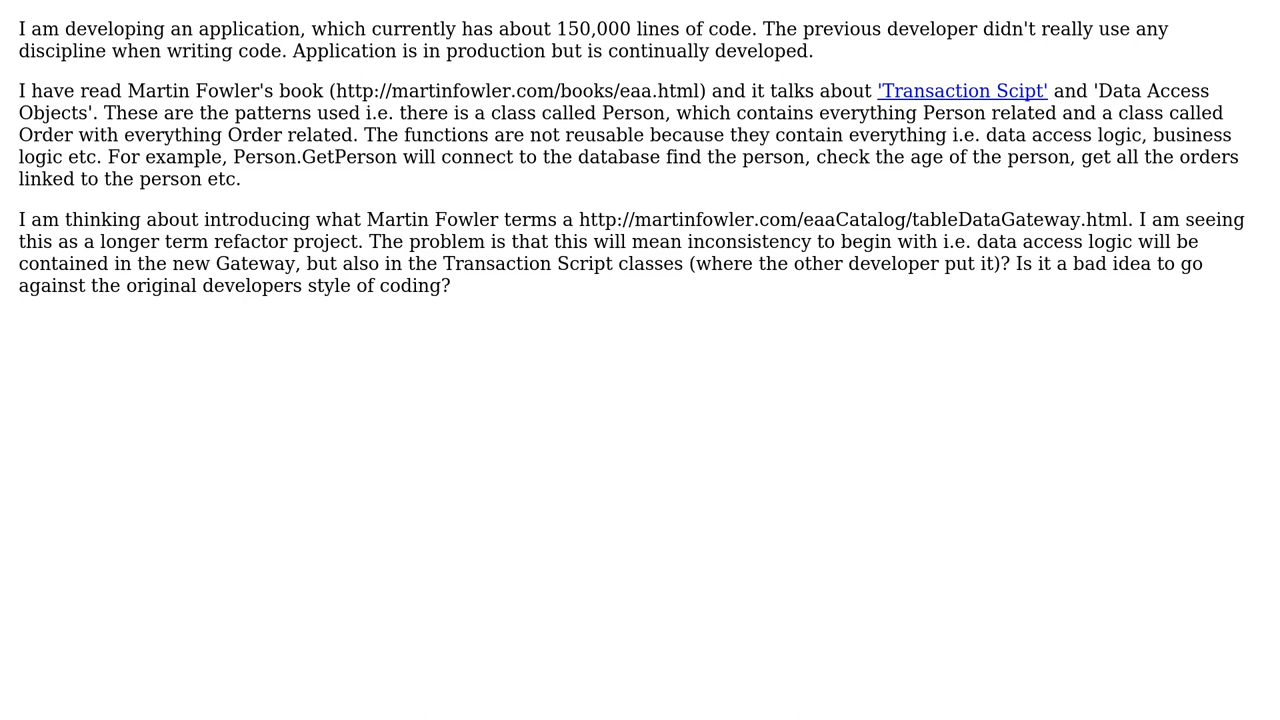 I am developing an application, which currently has about 150,000 lines of code. The previous developer didn't really use any
discipline when writing code. Application is in production but is continually developed.
I have read Martin Fowler's book (http://martinfowler.com/books/eaa.html) and it talks about 'Transaction Scipt' and 'Data Access
Objects'. These are the patterns used i.e. there is a class called Person, which contains everything Person related and a class called
Order with everything Order related. The functions are not reusable because they contain everything i.e. data access logic, business
logic etc. For example, Person.GetPerson will connect to the database find the person, check the age of the person, get all the orders
linked to the person etc.
I am thinking about introducing what Martin Fowler terms a http://martinfowler.com/eaaCatalog/tableDataGateway.html. I am seeing
this as a longer term refactor project. The problem is that this will mean inconsistency to begin with i.e. data access logic will be
contained in the new Gateway, but also in the Transaction Script classes (where the other developer put it)? Is it a bad idea to go
against the original developers style of coding?